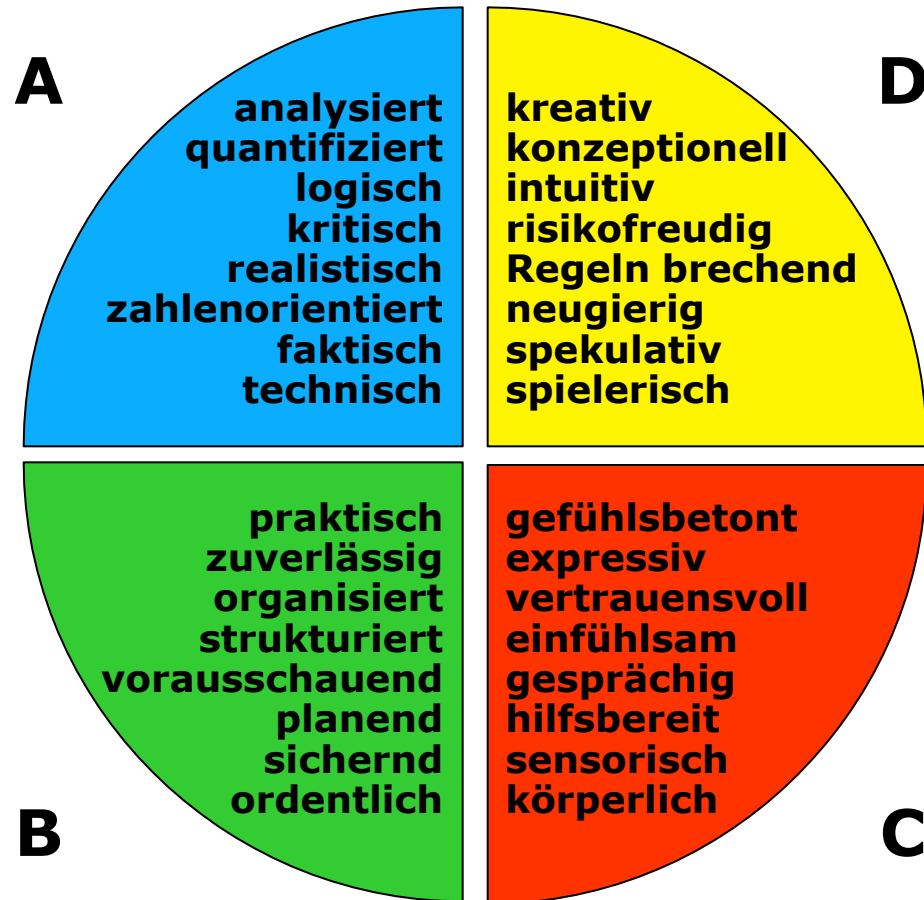 A
analysiert
quantifiziert
logisch
kritisch
realistisch
zahlenorientiert
faktisch
technisch
D
kreativ
konzeptionell
intuitiv
risikofreudig
Regeln brechend
neugierig
spekulativ
spielerisch
B
praktisch
zuverlässig
organisiert
strukturiert
vorausschauend
planend
sichernd
ordentlich
C
gefühlsbetont
expressiv
vertrauensvoll
einfühlsam
gesprächig
hilfsbereit
sensorisch
körperlich